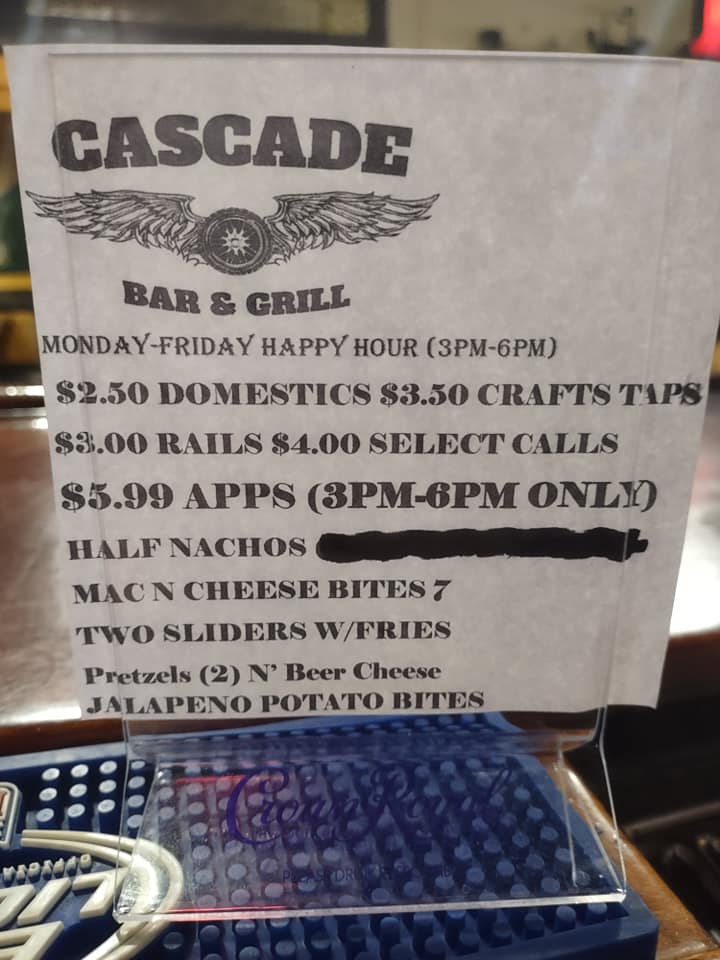 CASCADE
BAR & GRILL
MONDAY-FRIDAY HAPPY HOUR (3PM-6PM)
$2.50 DOMESTICS $3.50 CRAFTS TAPS
$3.00 RAILS $4.00 SELECT CALLS
$5.99 APPS (3PM-6PM ONLY)
HALF NACHOS
MAC N CHEESE BITES 7
TWO SLIDERS W/FRIES
Pretzels (2) N' Beer Cheese
JALAPENO POTATO BITES
Crown Royal